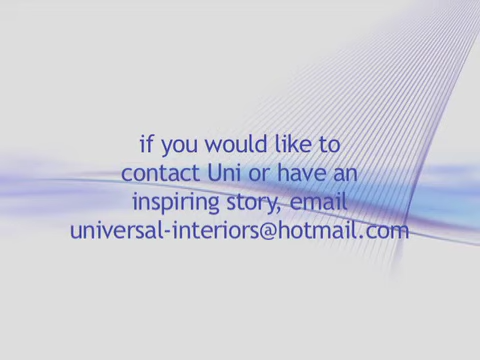 if you would like to
contact Uni or have an
inspiring story, email
universal-interiors@hotmail.com